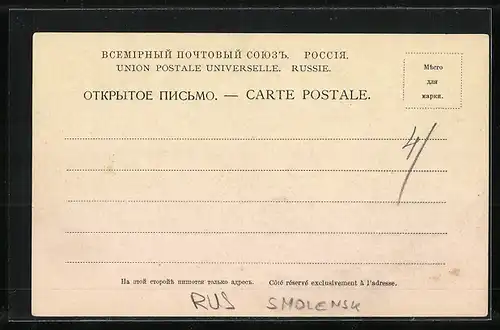 ВСЕМІРНЫЙ ПОЧТОВЫЙ СОЮЗЪ. РОССІЯ.
UNION POSTALE UNIVERSELLE. RUSSIE.
ОТКРЫТОЕ ПИСЬМО. — CARTE POSTALE.
Мѣсто
для
марки.
4/
На этой сторонѣ пишется только адресъ. Côté réservé exclusivement à l'adresse.
RUS SMOLENSK